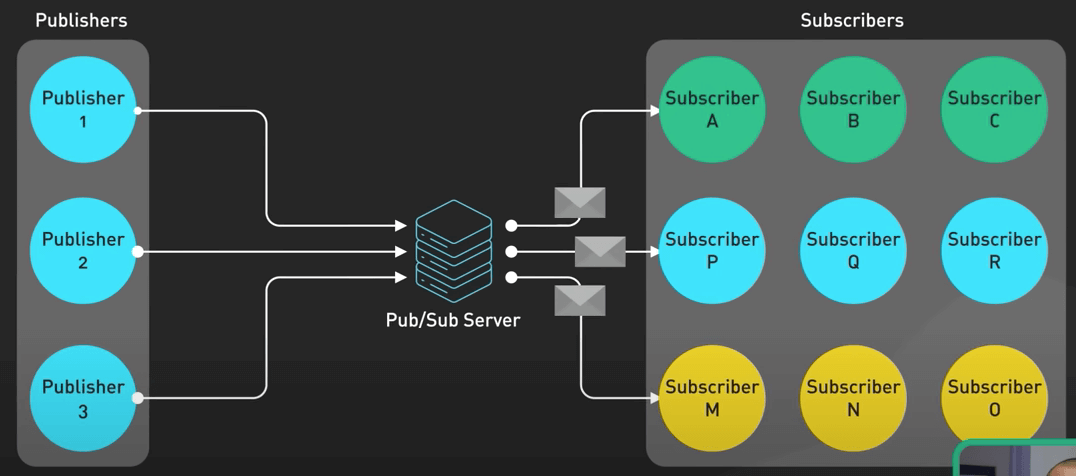 Publishers
Subscribers
Publisher
1
Subscriber
A
Subscriber
B
Subscriber
C
Publisher
2
Subscriber
P
Subscriber
Q
Subscriber
R
Pub/Sub Server
Publisher
3
Subscriber
M
Subscriber
N
Subscriber
O